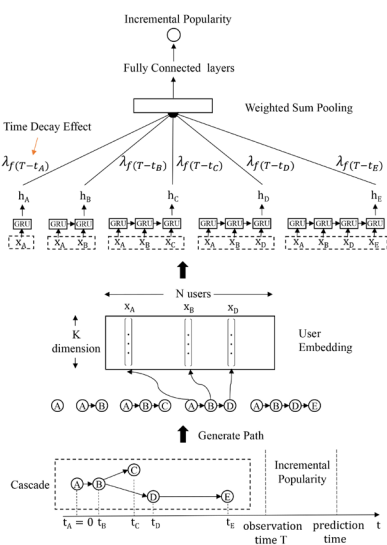 Incremental Popularity
Fully Connected layers
Weighted Sum Pooling
Time Decay Effect
λf(T−tA) λf(T−tB) λf(T−tC) λf(T−tD) λf(T−tE)
hA hB hC hD hE
GRU GRU GRU GRU GRU GRU GRU GRU GRU GRU GRU GRU GRU
xA xA xB xA xB xC xA xB xD xA xB xD xE
N users
xA xB xD
K
dimension
User
Embedding
A A B A B C A B D A B D E
Generate Path
Incremental
Popularity
Cascade
A B C D E
tA = 0 tB tC tD tE observation time T prediction time t